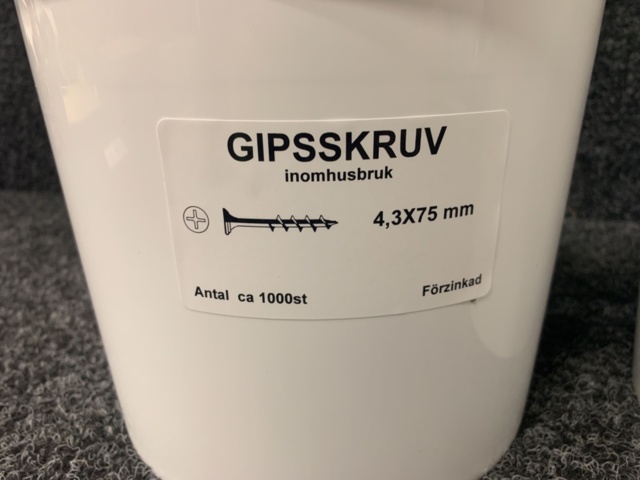 GIPSSKRUV
inomhusbruk
4,3X75 mm
Antal ca 1000st
Förzinkad